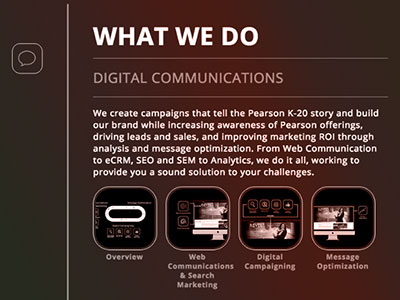 WHAT WE DO
DIGITAL COMMUNICATIONS
We create campaigns that tell the Pearson K-20 story and build
our brand while increasing awareness of Pearson offerings,
driving leads and sales, and improving marketing ROI through
analysis and message optimization. From Web Communication
to eCRM, SEO and SEM to Analytics, we do it all, working to
provide you a sound solution to your challenges.
Overview
Web
Communications
& Search
Marketing
Digital
Campaigning
Message
Optimization